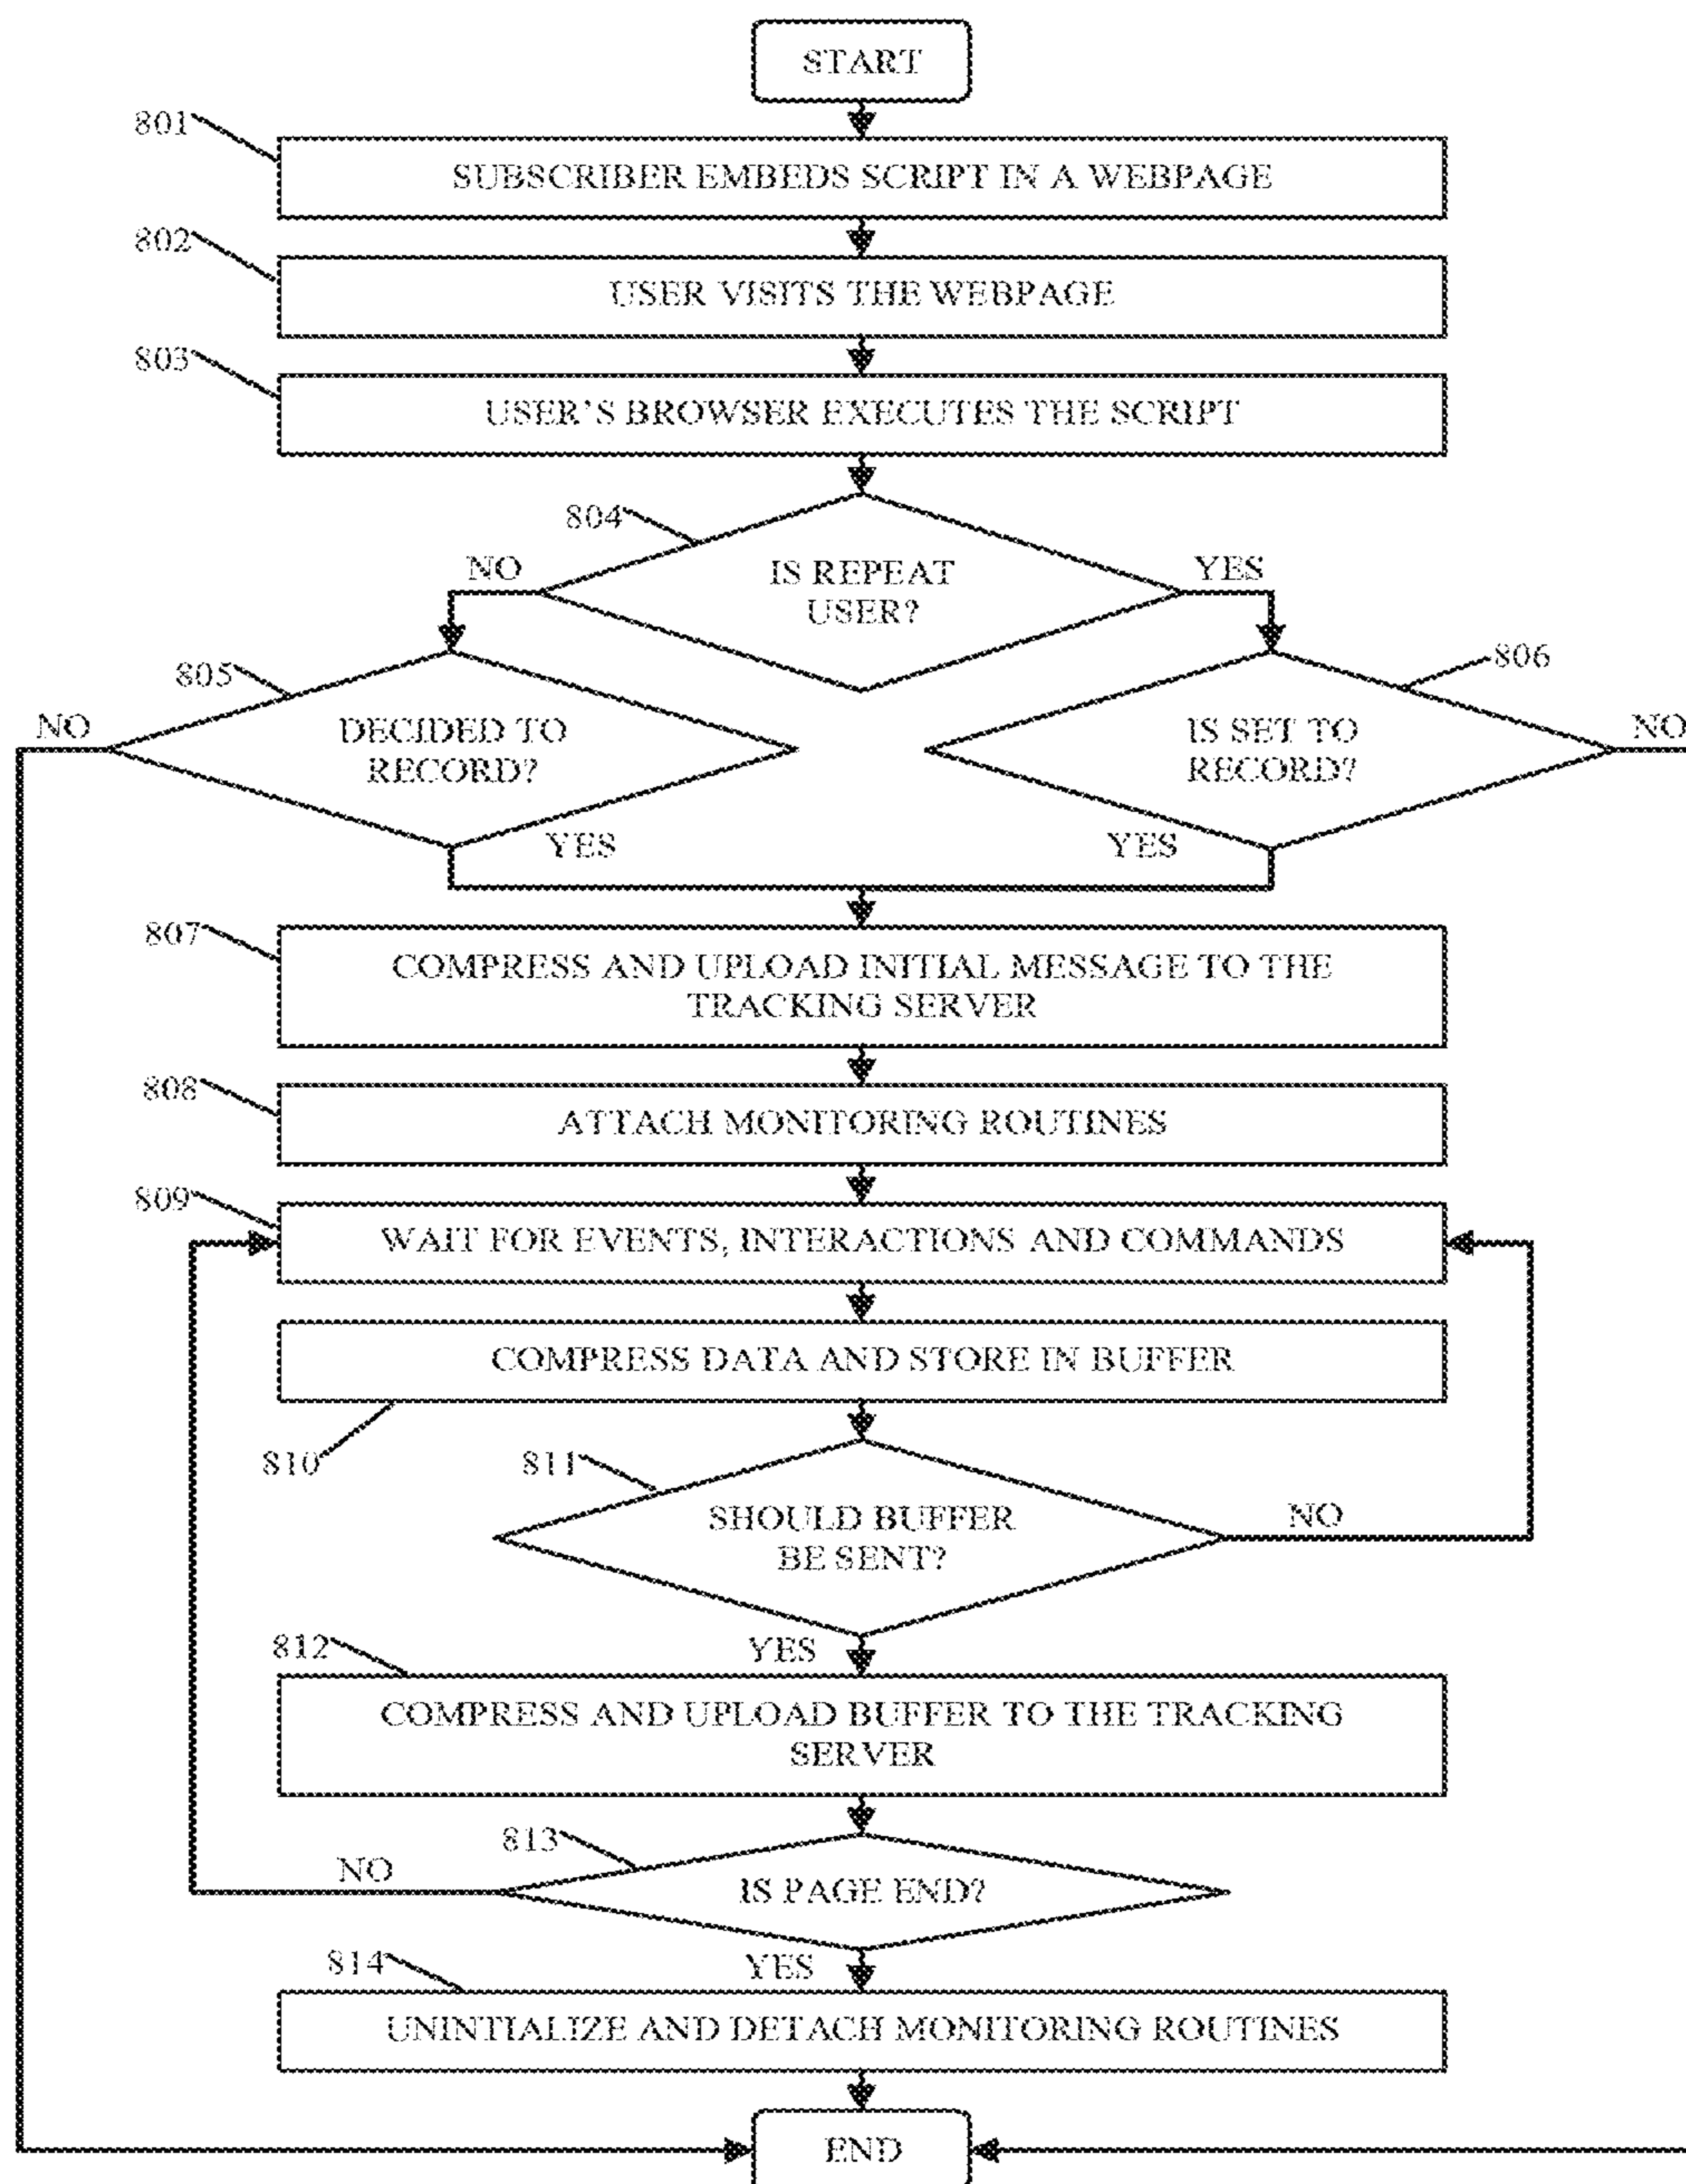 START
801
SUBSCRIBER EMBEDS SCRIPT IN A WEBPAGE
802
USER VISITS THE WEBPAGE
803
USER'S BROWSER EXECUTES THE SCRIPT
804
NO
YES
IS REPEAT
USER?
805
806
NO
DECIDED TO
RECORD?
IS SET TO
RECORD?
NO
YES
YES
807
COMPRESS AND UPLOAD INITIAL MESSAGE TO THE
TRACKING SERVER
808
ATTACH MONITORING ROUTINES
809
WAIT FOR EVENTS, INTERACTIONS AND COMMANDS
COMPRESS DATA AND STORE IN BUFFER
810
811
SHOULD BUFFER
BE SENT?
NO
812
YES
COMPRESS AND UPLOAD BUFFER TO THE TRACKING
SERVER
813
NO
IS PAGE END?
814
YES
UNINTIALIZE AND DETACH MONITORING ROUTINES
END